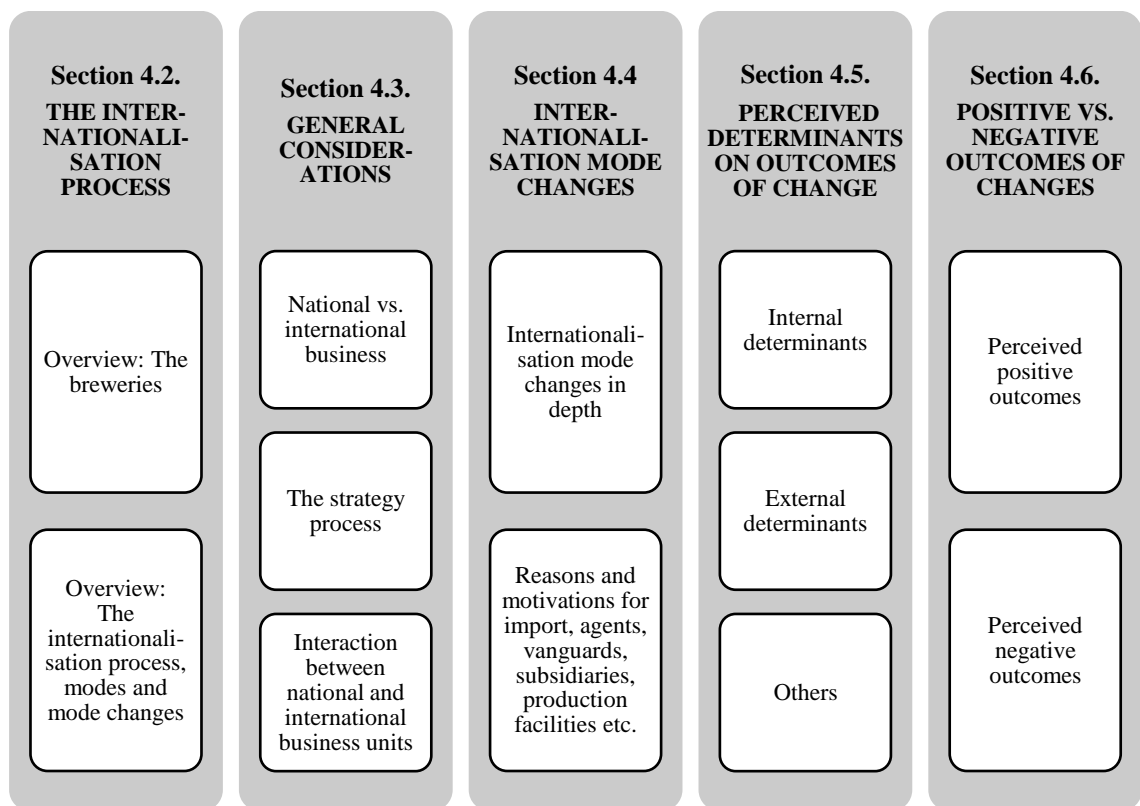 Section 4.2.
THE INTER-
NATIONALI-
SATION
PROCESS
Overview: The
breweries
Overview:
The
internationali-
sation process,
modes and
mode changes
Section 4.3.
GENERAL
CONSIDER-
ATIONS
National vs.
international
business
The strategy
process
Interaction
between
national and
international
business units
Section 4.4
INTER-
NATIONALI-
SATION MODE
CHANGES
Internationali-
sation mode
changes in
depth
Reasons and
motivations for
import, agents,
vanguards,
subsidiaries,
production
facilities etc.
Section 4.5.
PERCEIVED
DETERMINANTS
ON OUTCOMES
OF CHANGE
Internal
determinants
External
determinants
Others
Section 4.6.
POSITIVE VS.
NEGATIVE
OUTCOMES OF
CHANGES
Perceived
positive
outcomes
Perceived
negative
outcomes